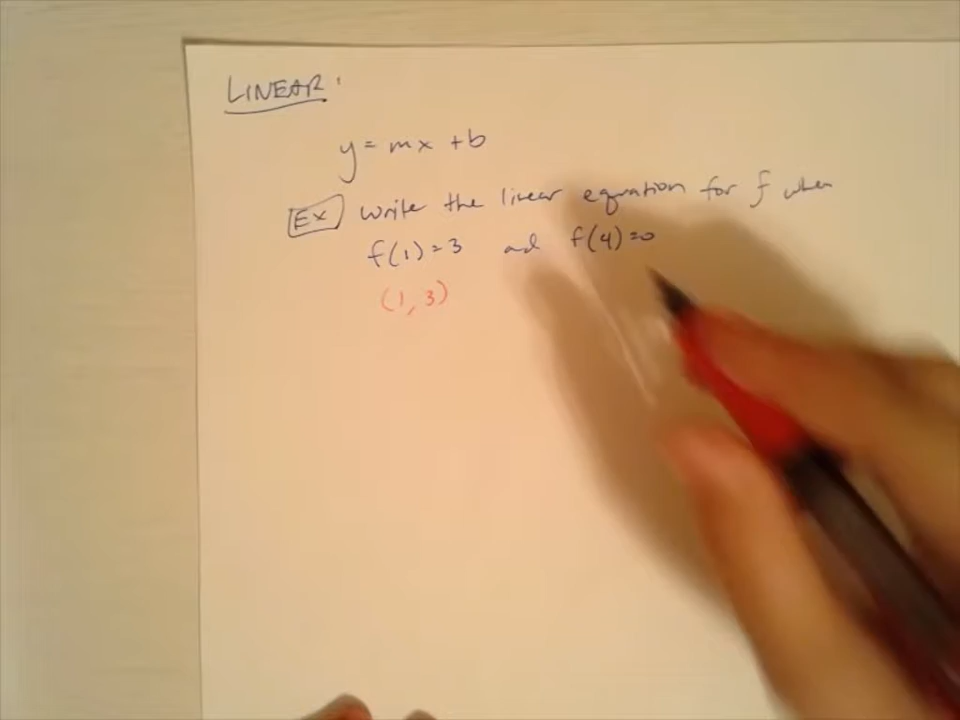 LINEAR:
y = mx + b
Ex Write the linear equation for f when
f(1) = 3 and f(4) = 0
(1, 3)